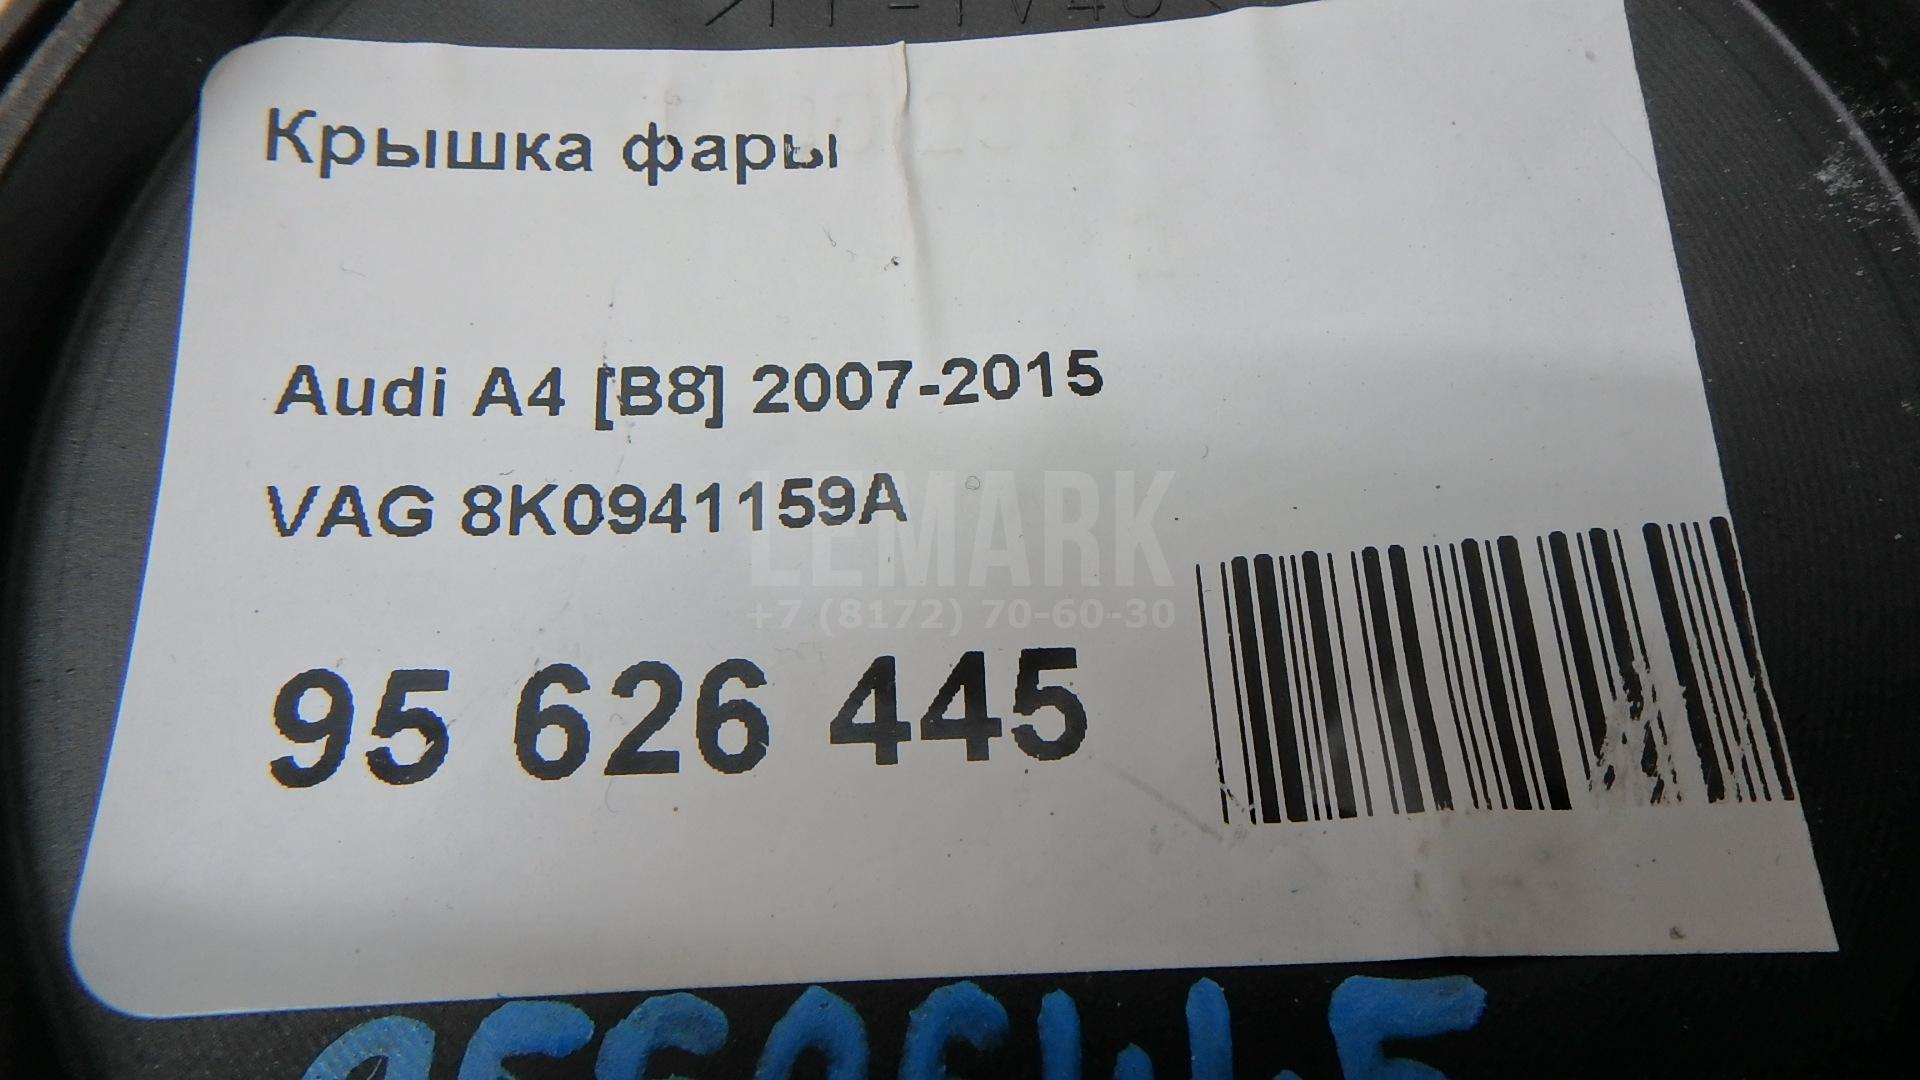 Крышка фары
Audi A4 [B8] 2007-2015
VAG 8K0941159A
LEMARK
+7 (8172) 70-60-30
95 626 445